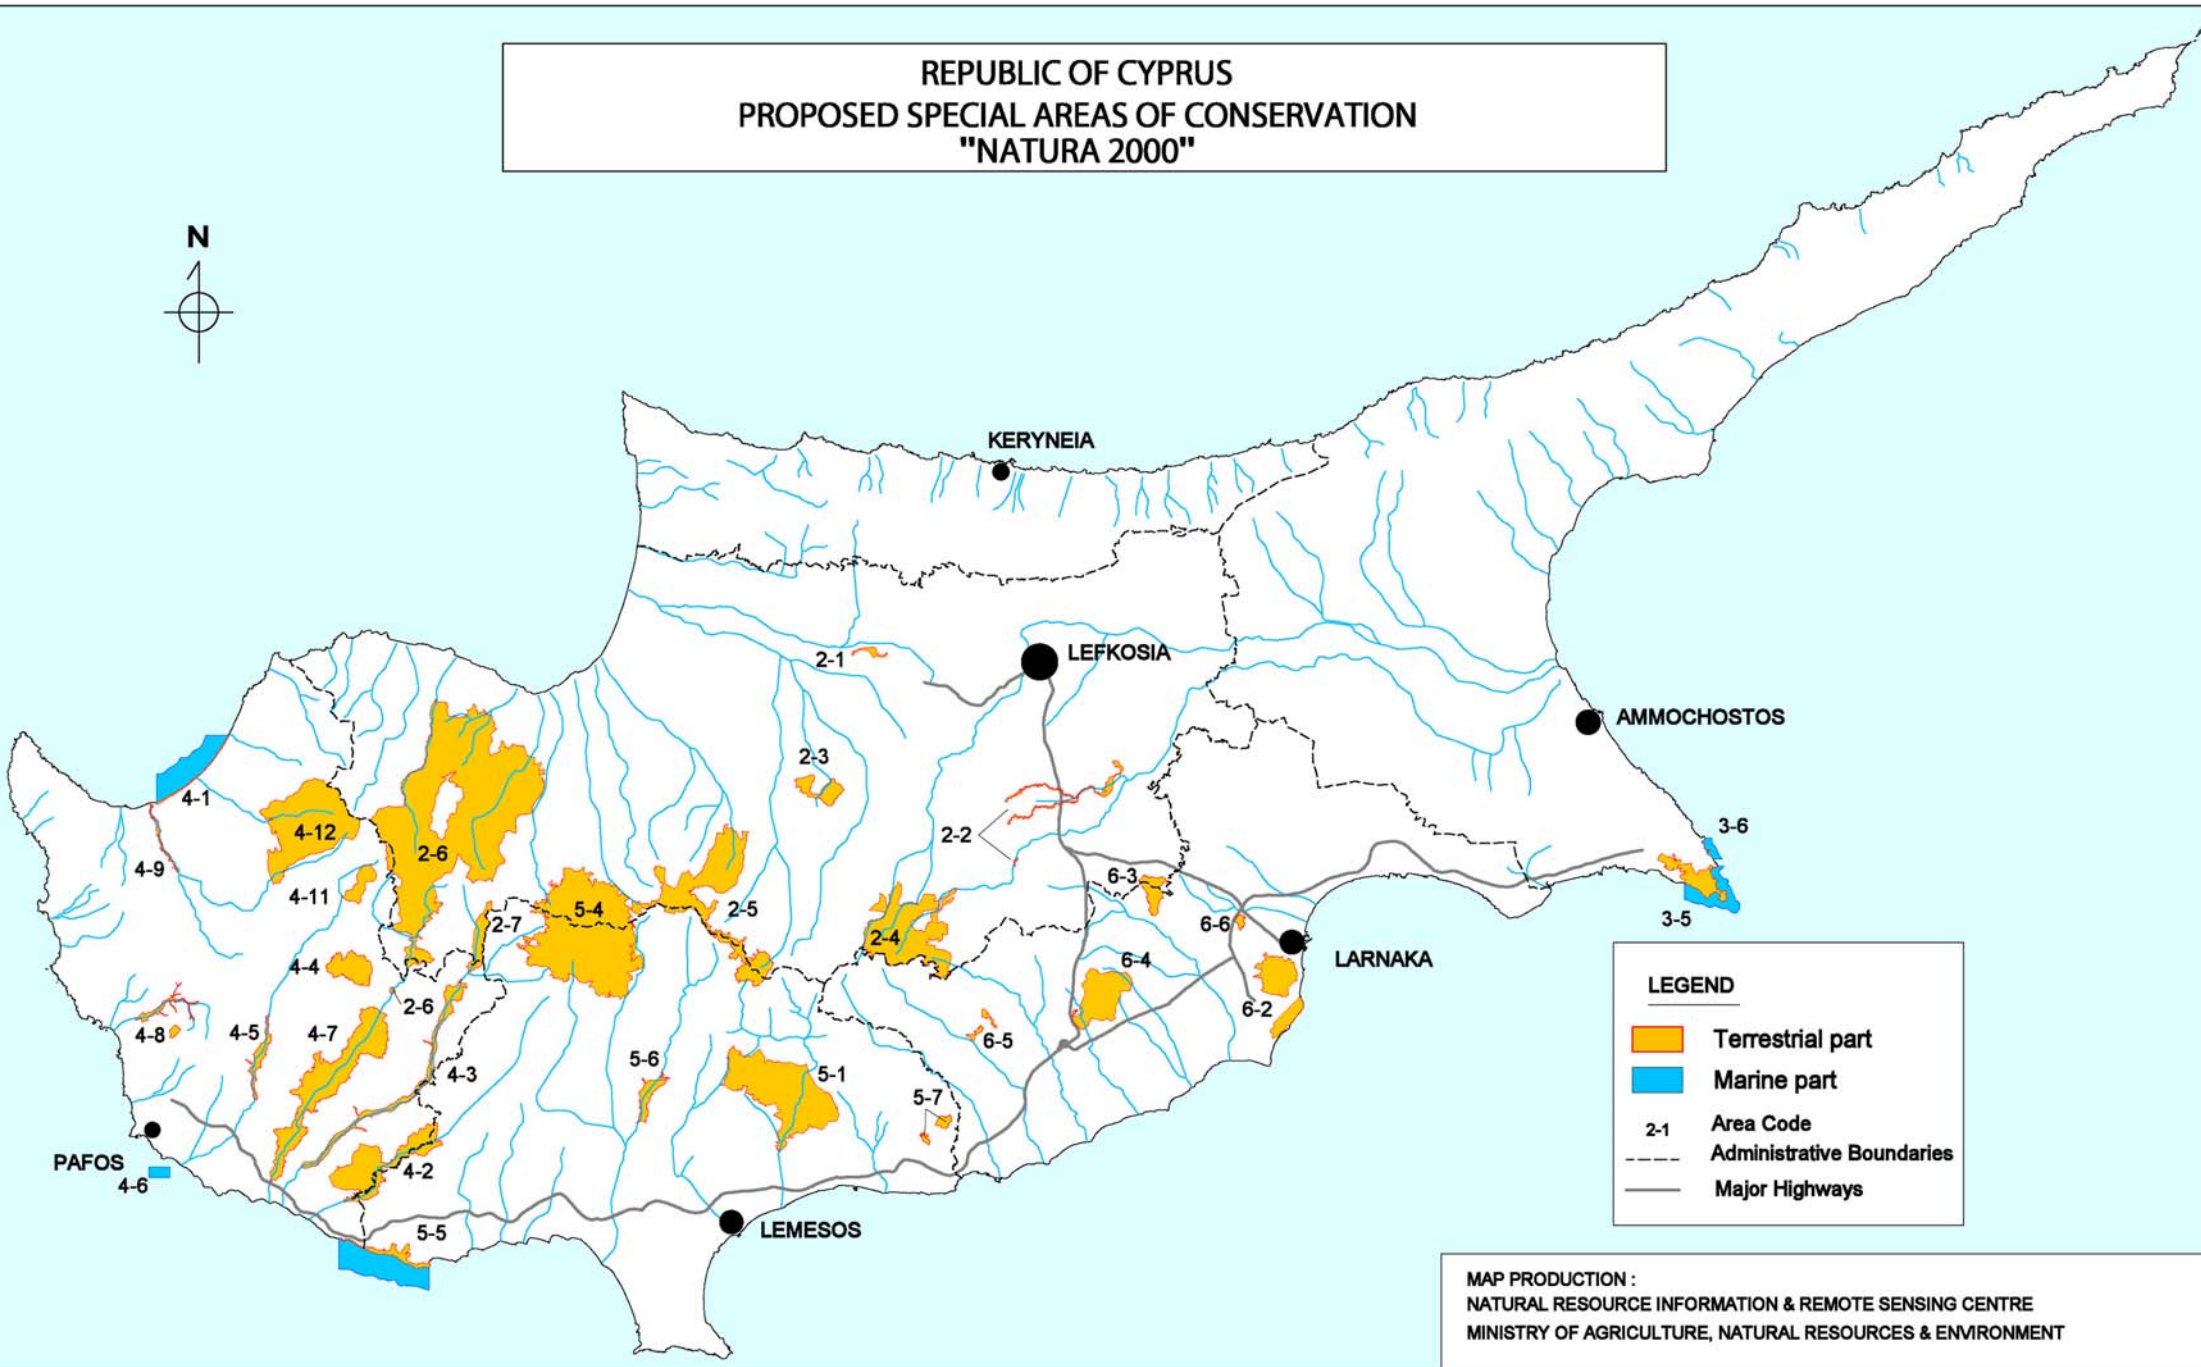 REPUBLIC OF CYPRUS
PROPOSED SPECIAL AREAS OF CONSERVATION
"NATURA 2000"
N
KERYNEIA
LEFKOSIA
2-1
AMMOCHOSTOS
2-3
4-1
4-12
2-2
3-6
2-6
4-9
6-3
4-11
5-4
2-5
3-5
2-7
6-6
2-4
LARNAKA
4-4
6-4
2-6
6-2
4-8
4-5
4-7
6-5
5-6
4-3
5-1
5-7
PAFOS
4-6
4-2
5-5
LEMESOS
LEGEND
Terrestrial part
Marine part
2-1 Area Code
Administrative Boundaries
Major Highways
MAP PRODUCTION :
NATURAL RESOURCE INFORMATION & REMOTE SENSING CENTRE
MINISTRY OF AGRICULTURE, NATURAL RESOURCES & ENVIRONMENT